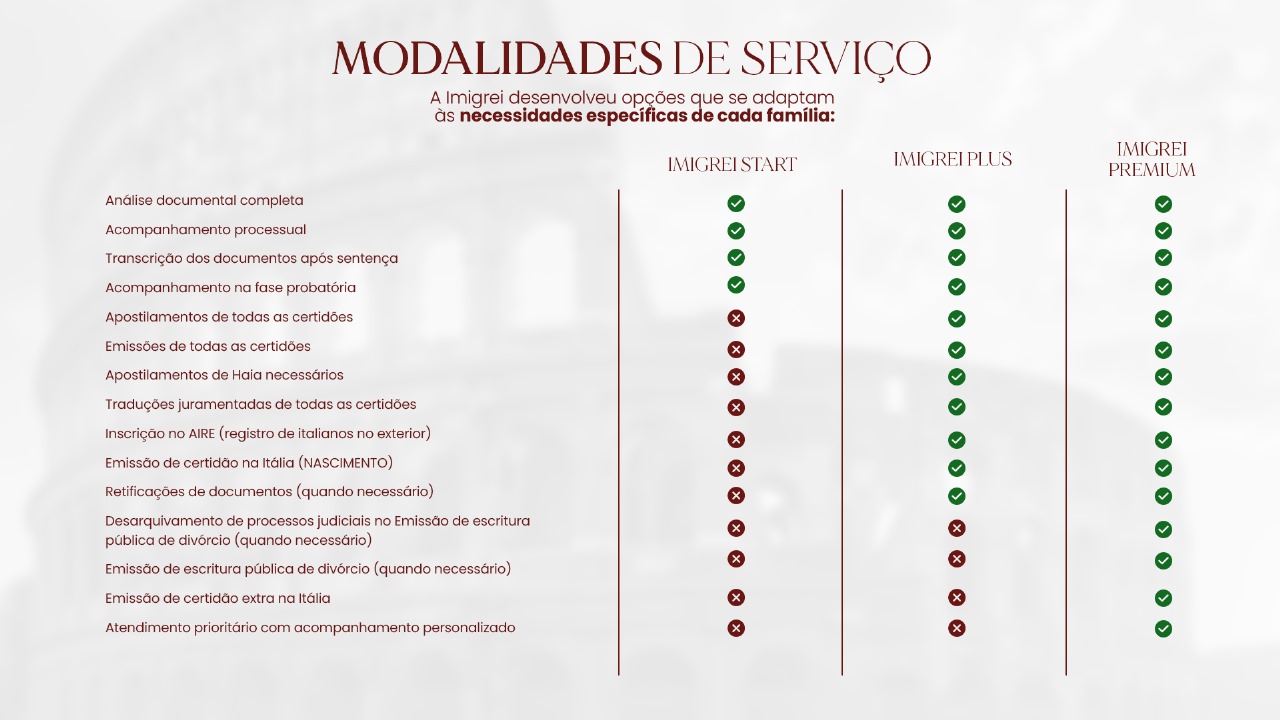 MODALIDADES DE SERVIÇO
A Imigrei desenvolveu opções que se adaptam
às necessidades específicas de cada família:
IMIGREI START
IMIGREI PLUS
IMIGREI
PREMIUM
Análise documental completa
Acompanhamento processual
Transcrição dos documentos após sentença
Acompanhamento na fase probatória
Apostilamentos de todas as certidões
Emissões de todas as certidões
Apostilamentos de Haia necessários
Traduções juramentadas de todas as certidões
Inscrição no AIRE (registro de italianos no exterior)
Emissão de certidão na Itália (NASCIMENTO)
Retificações de documentos (quando necessário)
Desarquivamento de processos judiciais no Emissão de escritura
pública de divórcio (quando necessário)
Emissão de escritura pública de divórcio (quando necessário)
Emissão de certidão extra na Itália
Atendimento prioritário com acompanhamento personalizado